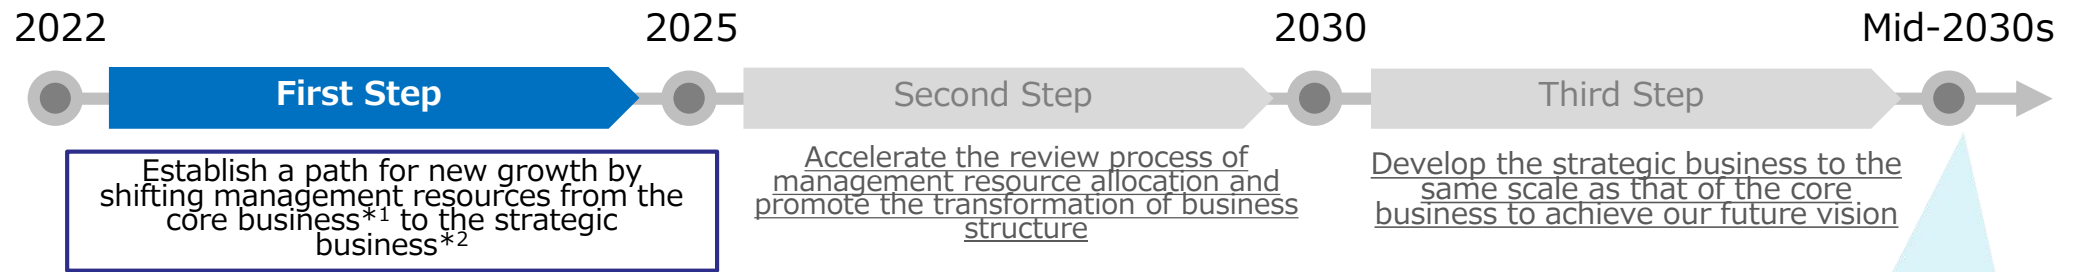 2022
2025
2030
Mid-2030s
First Step
Second Step
Third Step
Establish a path for new growth by
shifting management resources from the
core business*1 to the strategic
business*2
Accelerate the review process of
management resource allocation and
promote the transformation of business
structure
Develop the strategic business to the
same scale as that of the core
business to achieve our future vision